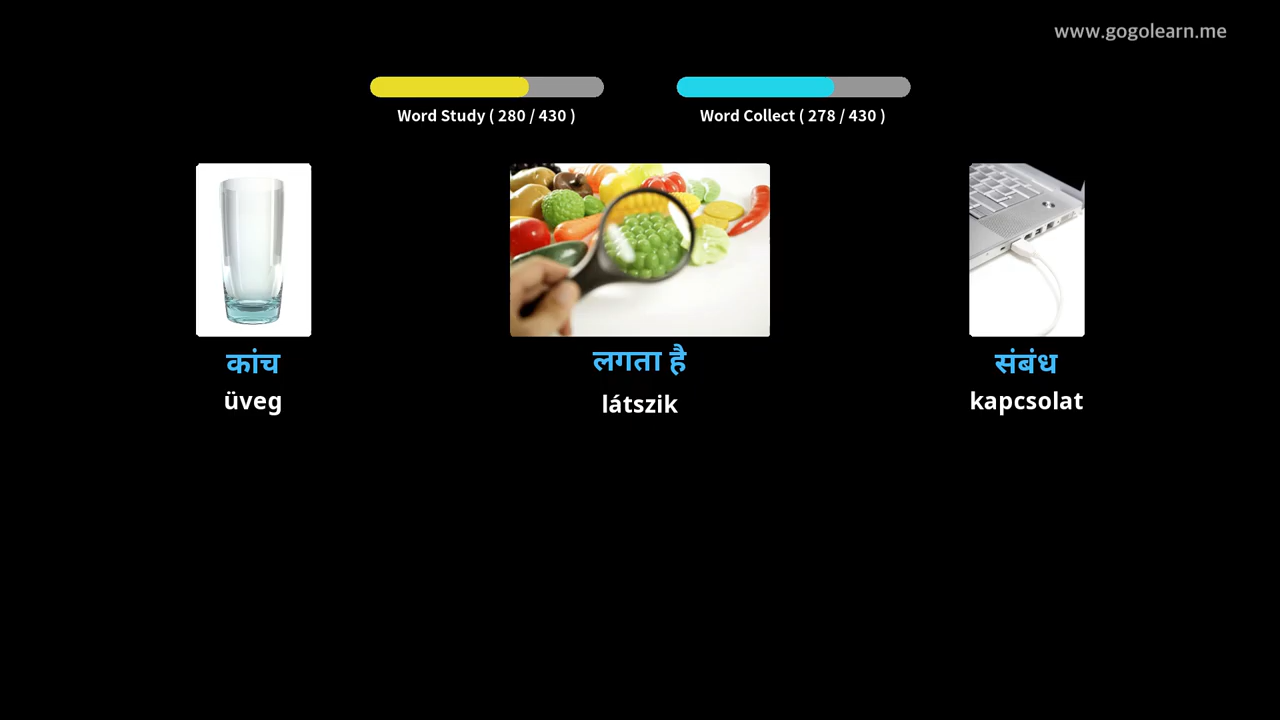 www.gogolearn.me
Word Study ( 280 / 430 )
Word Collect ( 278 / 430 )
कांच
üveg
लगता है
látszik
संबंध
kapcsolat